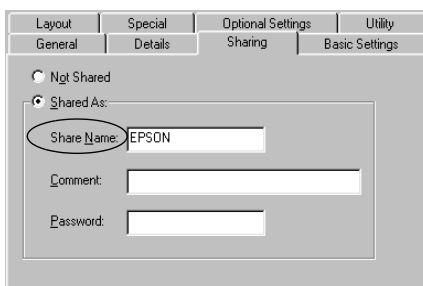 Layout Special Optional Settings Utility
General Details Sharing Basic Settings
Not Shared
Shared As:
Share Name: EPSON
Comment:
Password: